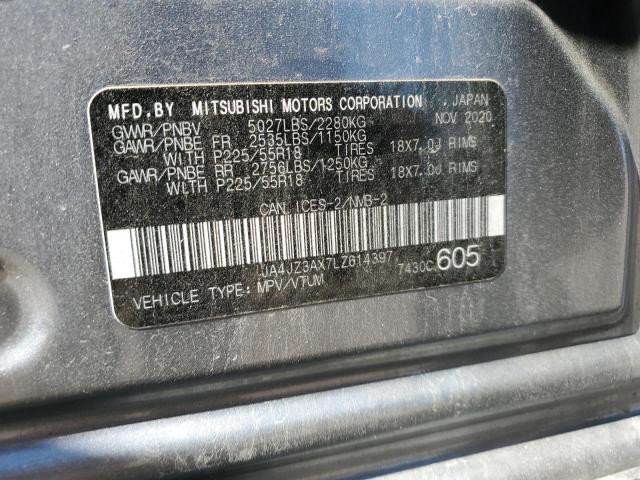 MFD.BY MITSUBISHI MOTORS CORPORATION, JAPAN
GVWR/PNBV 5027LBS/2280KG NOV 2020
GAWR/PNBE FR 2535LBS/1150KG
WITH P225/55R18 TIRES 18X7.0J RIMS
GAWR/PNBE RR 2756LBS/1250KG
WITH P225/55R18 TIRES 18X7.0J RIMS
CAN ICES-2/NMB-2
JA4JZ3AX7LZ614397
7430C 605
VEHICLE TYPE: MPV/VTUM